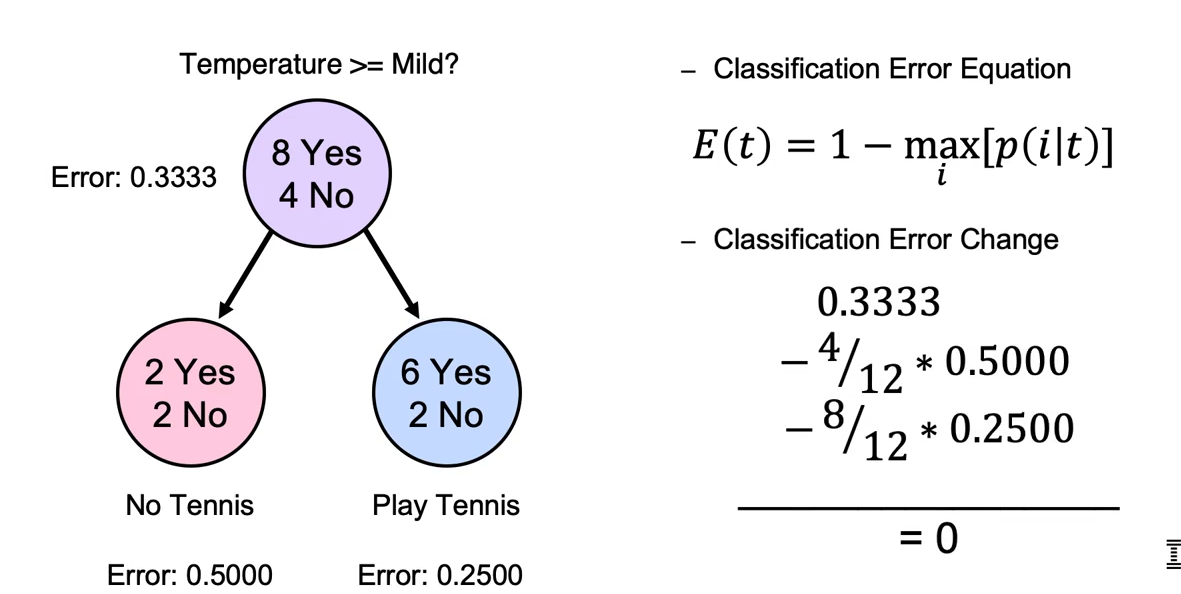 Temperature >= Mild?
Error: 0.3333
8 Yes
4 No
2 Yes
2 No
6 Yes
2 No
No Tennis
Play Tennis
Error: 0.5000
Error: 0.2500
– Classification Error Equation
E(t) = 1 − max[p(i|t)]
i
– Classification Error Change
0.3333
− 4/12 * 0.5000
− 8/12 * 0.2500
= 0